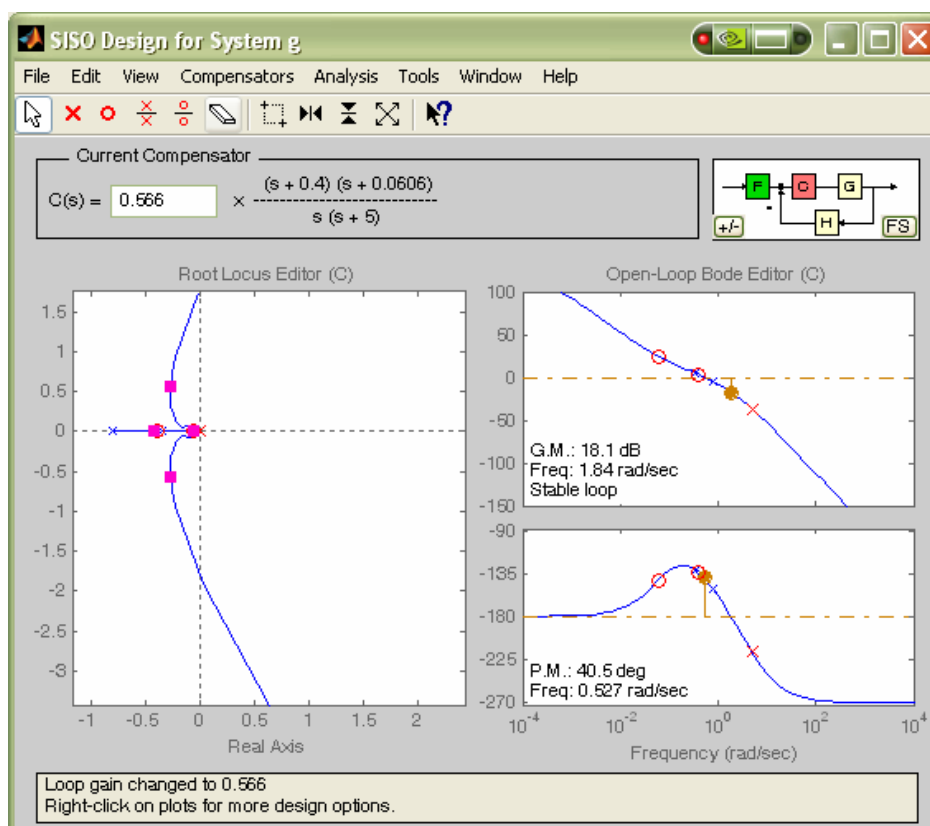 SISO Design for System g
File Edit View Compensators Analysis Tools Window Help
Current Compensator
C(s) = 0.566 × (s + 0.4) (s + 0.0606)
s (s + 5)
F C G
H
+/- FS
Root Locus Editor (C)
1.5
1
0.5
0
-0.5
-1
-1.5
-2
-2.5
-3
-1 -0.5 0 0.5 1 1.5 2
Real Axis
Open-Loop Bode Editor (C)
100
50
0
-50
-100
-150
G.M.: 18.1 dB
Freq: 1.84 rad/sec
Stable loop
-90
-135
-180
-225
-270
P.M.: 40.5 deg
Freq: 0.527 rad/sec
10^-4 10^-2 10^0 10^2 10^4
Frequency (rad/sec)
Loop gain changed to 0.566
Right-click on plots for more design options.